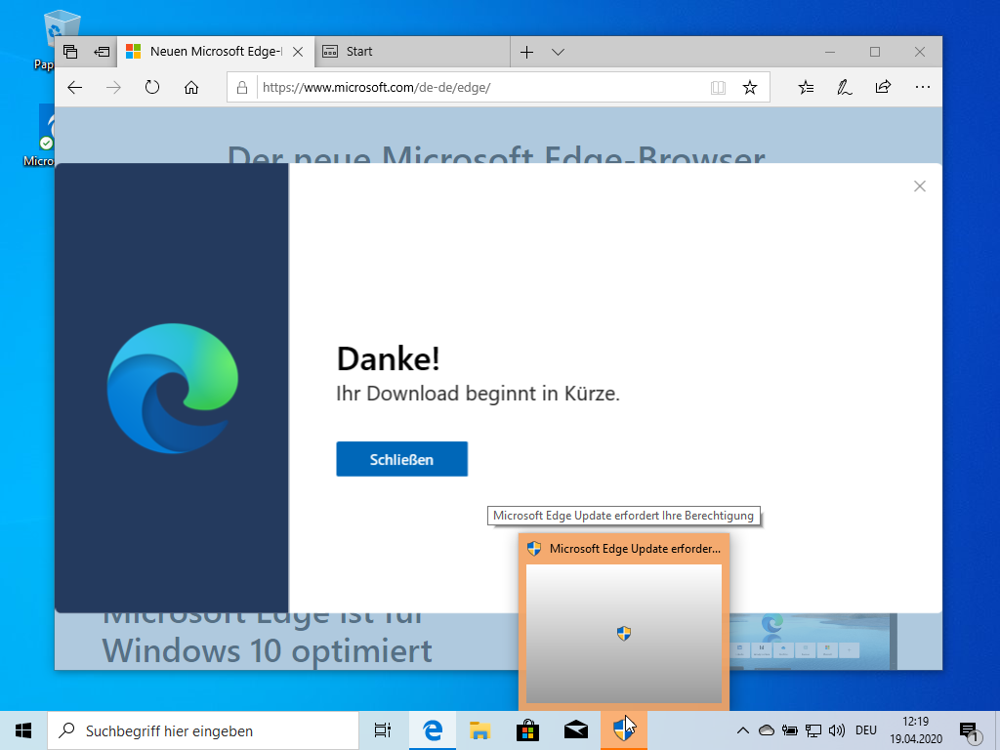 Neuen Microsoft Edge-
Start
https://www.microsoft.com/de-de/edge/
Der neue Microsoft Edge-Browser
Danke!
Ihr Download beginnt in Kürze.
Schließen
Microsoft Edge Update erfordert Ihre Berechtigung
Microsoft Edge Update erforder...
Microsoft Edge ist für
Windows 10 optimiert
Pap
Micro
Suchbegriff hier eingeben
DEU
12:19
19.04.2020
1